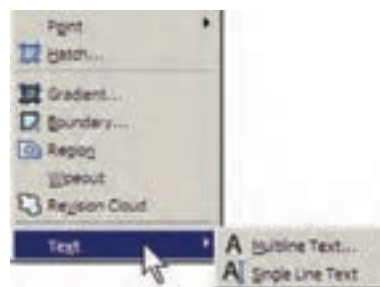 Point
Hatch...
Gradient...
Boundary...
Region
Wipeout
Revision Cloud
Text
Multiline Text...
Single Line Text